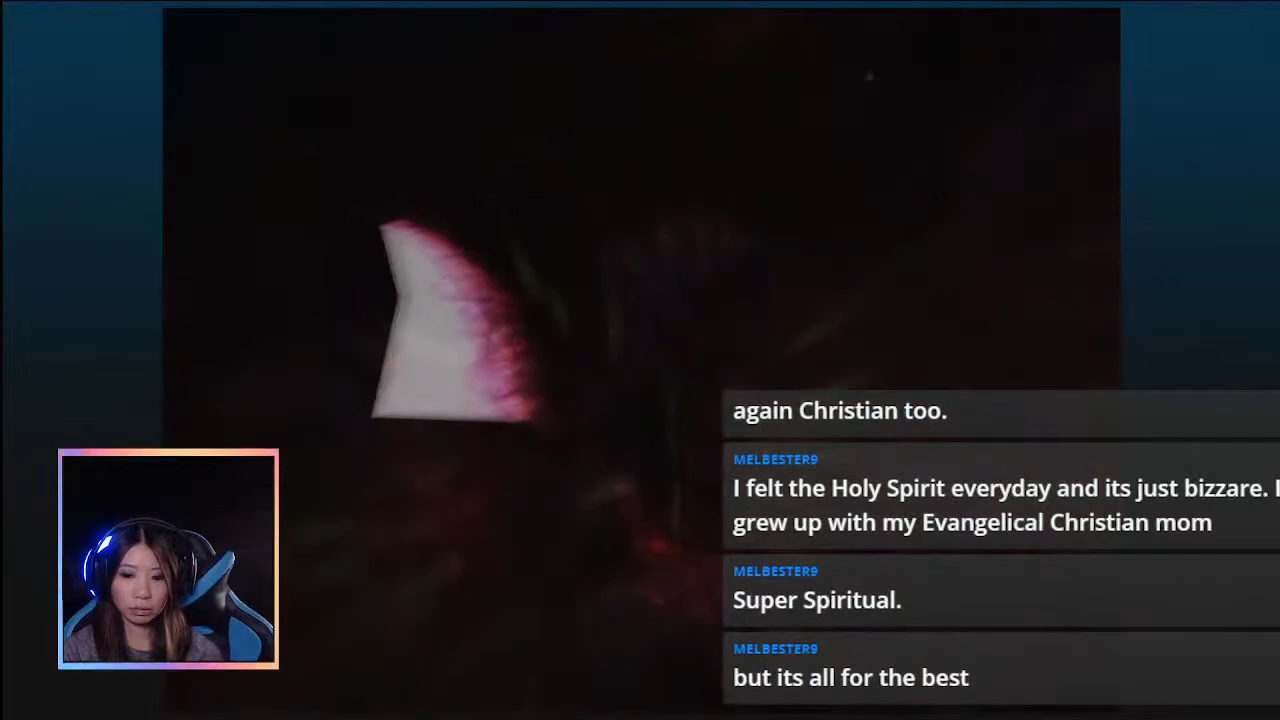 again Christian too.
MELBESTER9
I felt the Holy Spirit everyday and its just bizzare. I
grew up with my Evangelical Christian mom
MELBESTER9
Super Spiritual.
MELBESTER9
but its all for the best